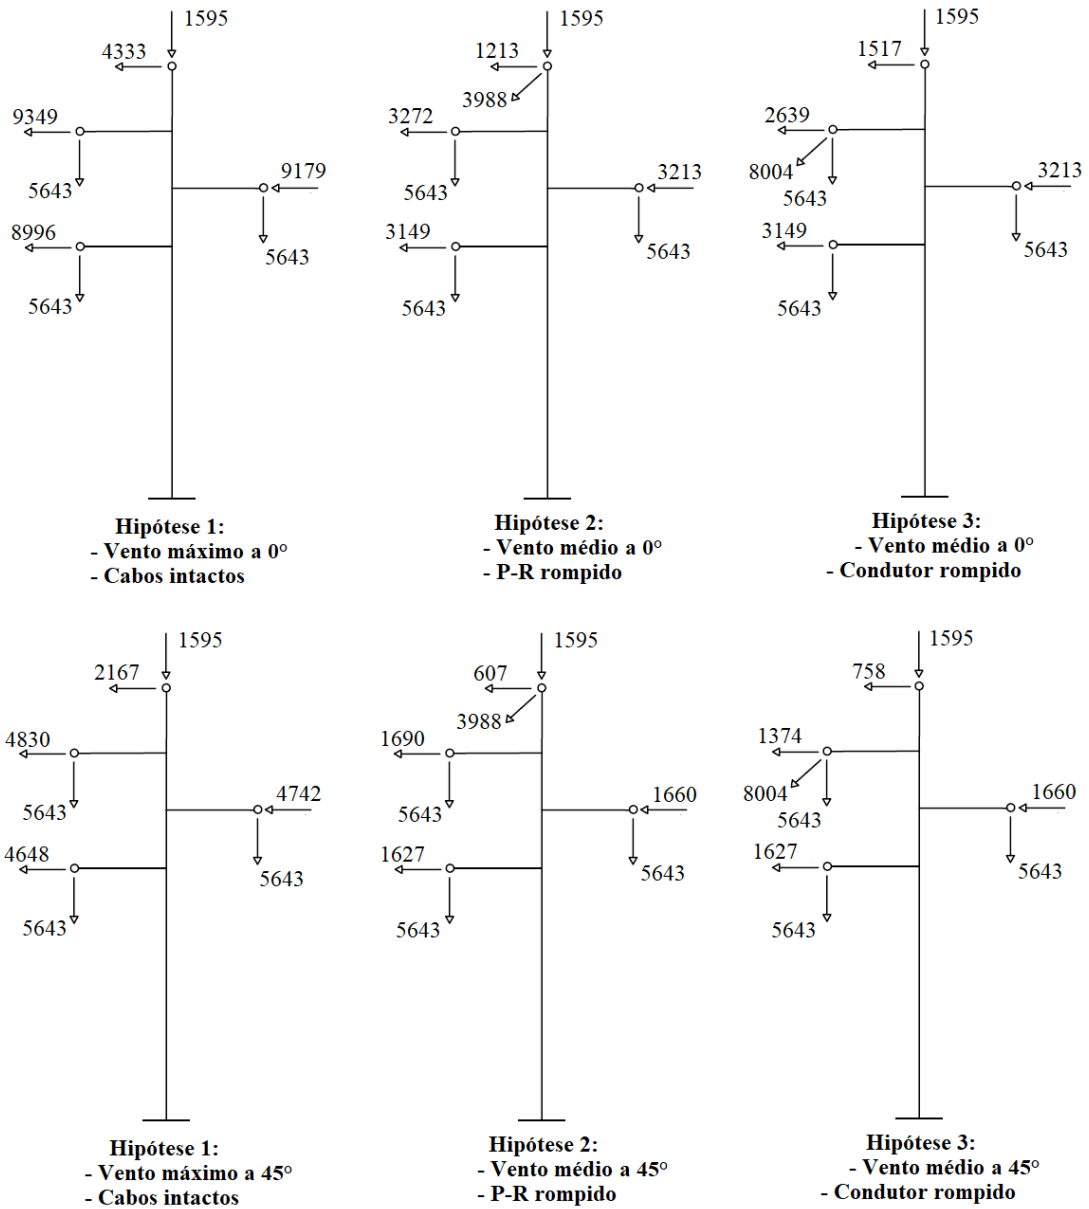 1595
4333
9349
5643
9179
5643
8996
5643
Hipótese 1:
- Vento máximo a 0°
- Cabos intactos
1595
1213
3988
3272
5643
3213
5643
3149
5643
Hipótese 2:
- Vento médio a 0°
- P-R rompido
1595
1517
2639
8004
5643
3213
5643
3149
5643
Hipótese 3:
- Vento médio a 0°
- Condutor rompido
1595
2167
4830
5643
4742
5643
4648
5643
Hipótese 1:
- Vento máximo a 45°
- Cabos intactos
1595
607
3988
1690
5643
1660
5643
1627
5643
Hipótese 2:
- Vento médio a 45°
- P-R rompido
1595
758
1374
8004
5643
1660
5643
1627
5643
Hipótese 3:
- Vento médio a 45°
- Condutor rompido